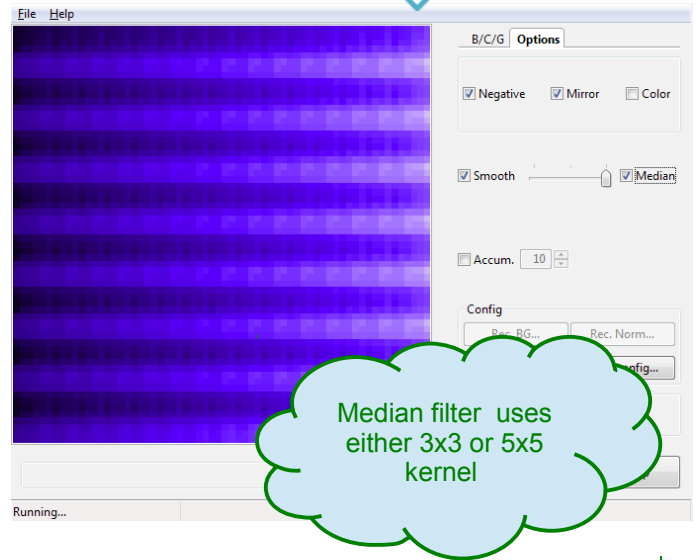 File Help
B/C/G Options
Negative Mirror Color
Smooth Median
Accum. 10
Config
Rec. BG... Rec. Norm...
Median filter uses
either 3x3 or 5x5
kernel
Running...